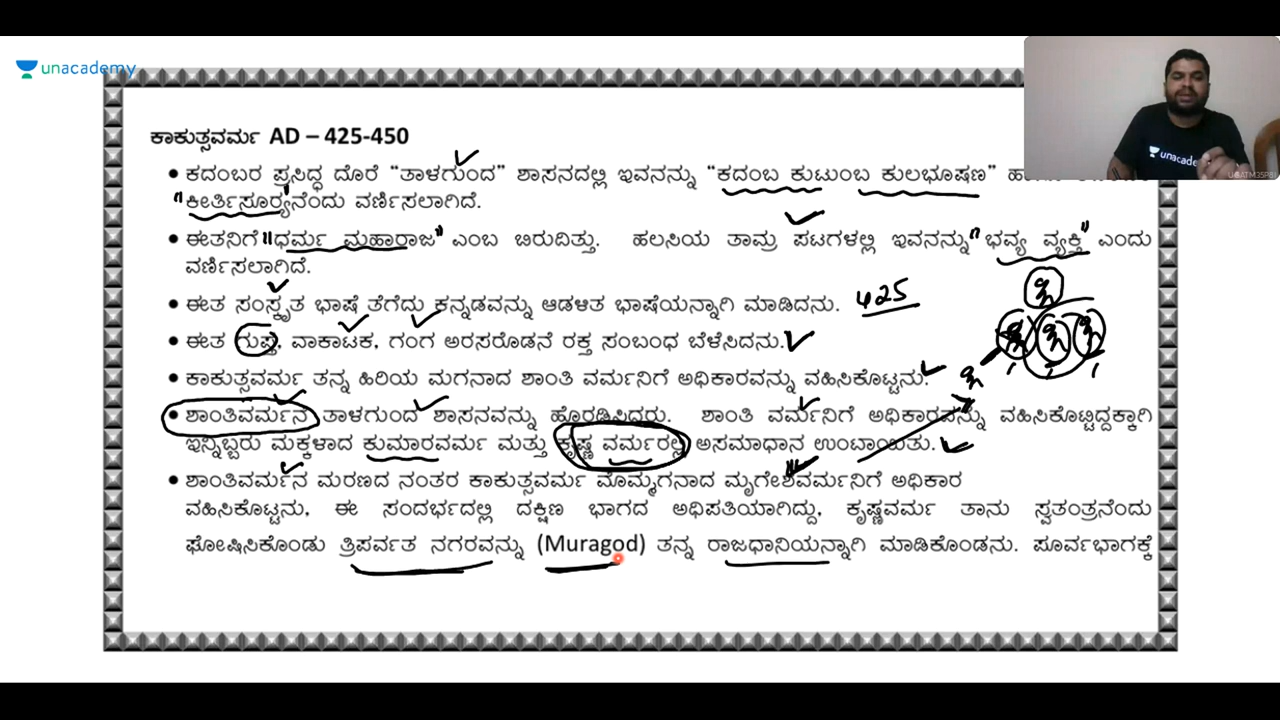 unacademy
ಕಾಕುತ್ಸವರ್ಮ AD – 425-450
• ಕದಂಬರ ಪ್ರಸಿದ್ಧ ದೊರೆ “ತಾಳಗುಂದ” ಶಾಸನದಲ್ಲಿ ಇವನನ್ನು “ಕದಂಬ ಕುಟುಂಬ ಕುಲಭೂಷಣ”
"ಕೀರ್ತಿಸೂರ್ಯ"ನೆಂದು ವರ್ಣಿಸಲಾಗಿದೆ.
• ಈತನಿಗೆ "ಧರ್ಮ ಮಹಾರಾಜ" ಎಂಬ ಬಿರುದಿತ್ತು. ಹಲಸಿಯ ತಾಮ್ರ ಪಟಗಳಲ್ಲಿ ಇವನನ್ನು "ಭವ್ಯ ವ್ಯಕ್ತಿ" ಎಂದು
ವರ್ಣಿಸಲಾಗಿದೆ.
• ಈತ ಸಂಸ್ಕೃತ ಭಾಷೆ ತೆಗೆದು ಕನ್ನಡವನ್ನು ಆಡಳಿತ ಭಾಷೆಯನ್ನಾಗಿ ಮಾಡಿದನು. 425
• ಈತ ಗುಪ್ತ, ವಾಕಾಟಕ, ಗಂಗ ಅರಸರೊಡನೆ ರಕ್ತ ಸಂಬಂಧ ಬೆಳೆಸಿದನು.
• ಕಾಕುತ್ಸವರ್ಮ ತನ್ನ ಹಿರಿಯ ಮಗನಾದ ಶಾಂತಿ ವರ್ಮನಿಗೆ ಅಧಿಕಾರವನ್ನು ವಹಿಸಿಕೊಟ್ಟನು.
• ಶಾಂತಿವರ್ಮನ ತಾಳಗುಂದ ಶಾಸನವನ್ನು ಹೊರಡಿಸಿದ್ದರು. ಶಾಂತಿ ವರ್ಮನಿಗೆ ಅಧಿಕಾರವನ್ನು ವಹಿಸಿಕೊಟ್ಟಿದ್ದಕ್ಕಾಗಿ
ಇನ್ನಿಬ್ಬರು ಮಕ್ಕಳಾದ ಕುಮಾರವರ್ಮ ಮತ್ತು ಕೃಷ್ಣ ವರ್ಮರಲ್ಲಿ ಅಸಮಾಧಾನ ಉಂಟಾಯಿತು.
• ಶಾಂತಿವರ್ಮನ ಮರಣದ ನಂತರ ಕಾಕುತ್ಸವರ್ಮ ಮೊಮ್ಮಗನಾದ ಮೃಗೇಶವರ್ಮನಿಗೆ ಅಧಿಕಾರ
ವಹಿಸಿಕೊಟ್ಟನು, ಈ ಸಂದರ್ಭದಲ್ಲಿ ದಕ್ಷಿಣ ಭಾಗದ ಅಧಿಪತಿಯಾಗಿದ್ದು, ಕೃಷ್ಣವರ್ಮ ತಾನು ಸ್ವತಂತ್ರನೆಂದು
ಘೋಷಿಸಿಕೊಂಡು ತ್ರಿಪರ್ವತ ನಗರವನ್ನು (Muragod) ತನ್ನ ರಾಜಧಾನಿಯನ್ನಾಗಿ ಮಾಡಿಕೊಂಡನು. ಪೂರ್ವಭಾಗಕ್ಕೆ